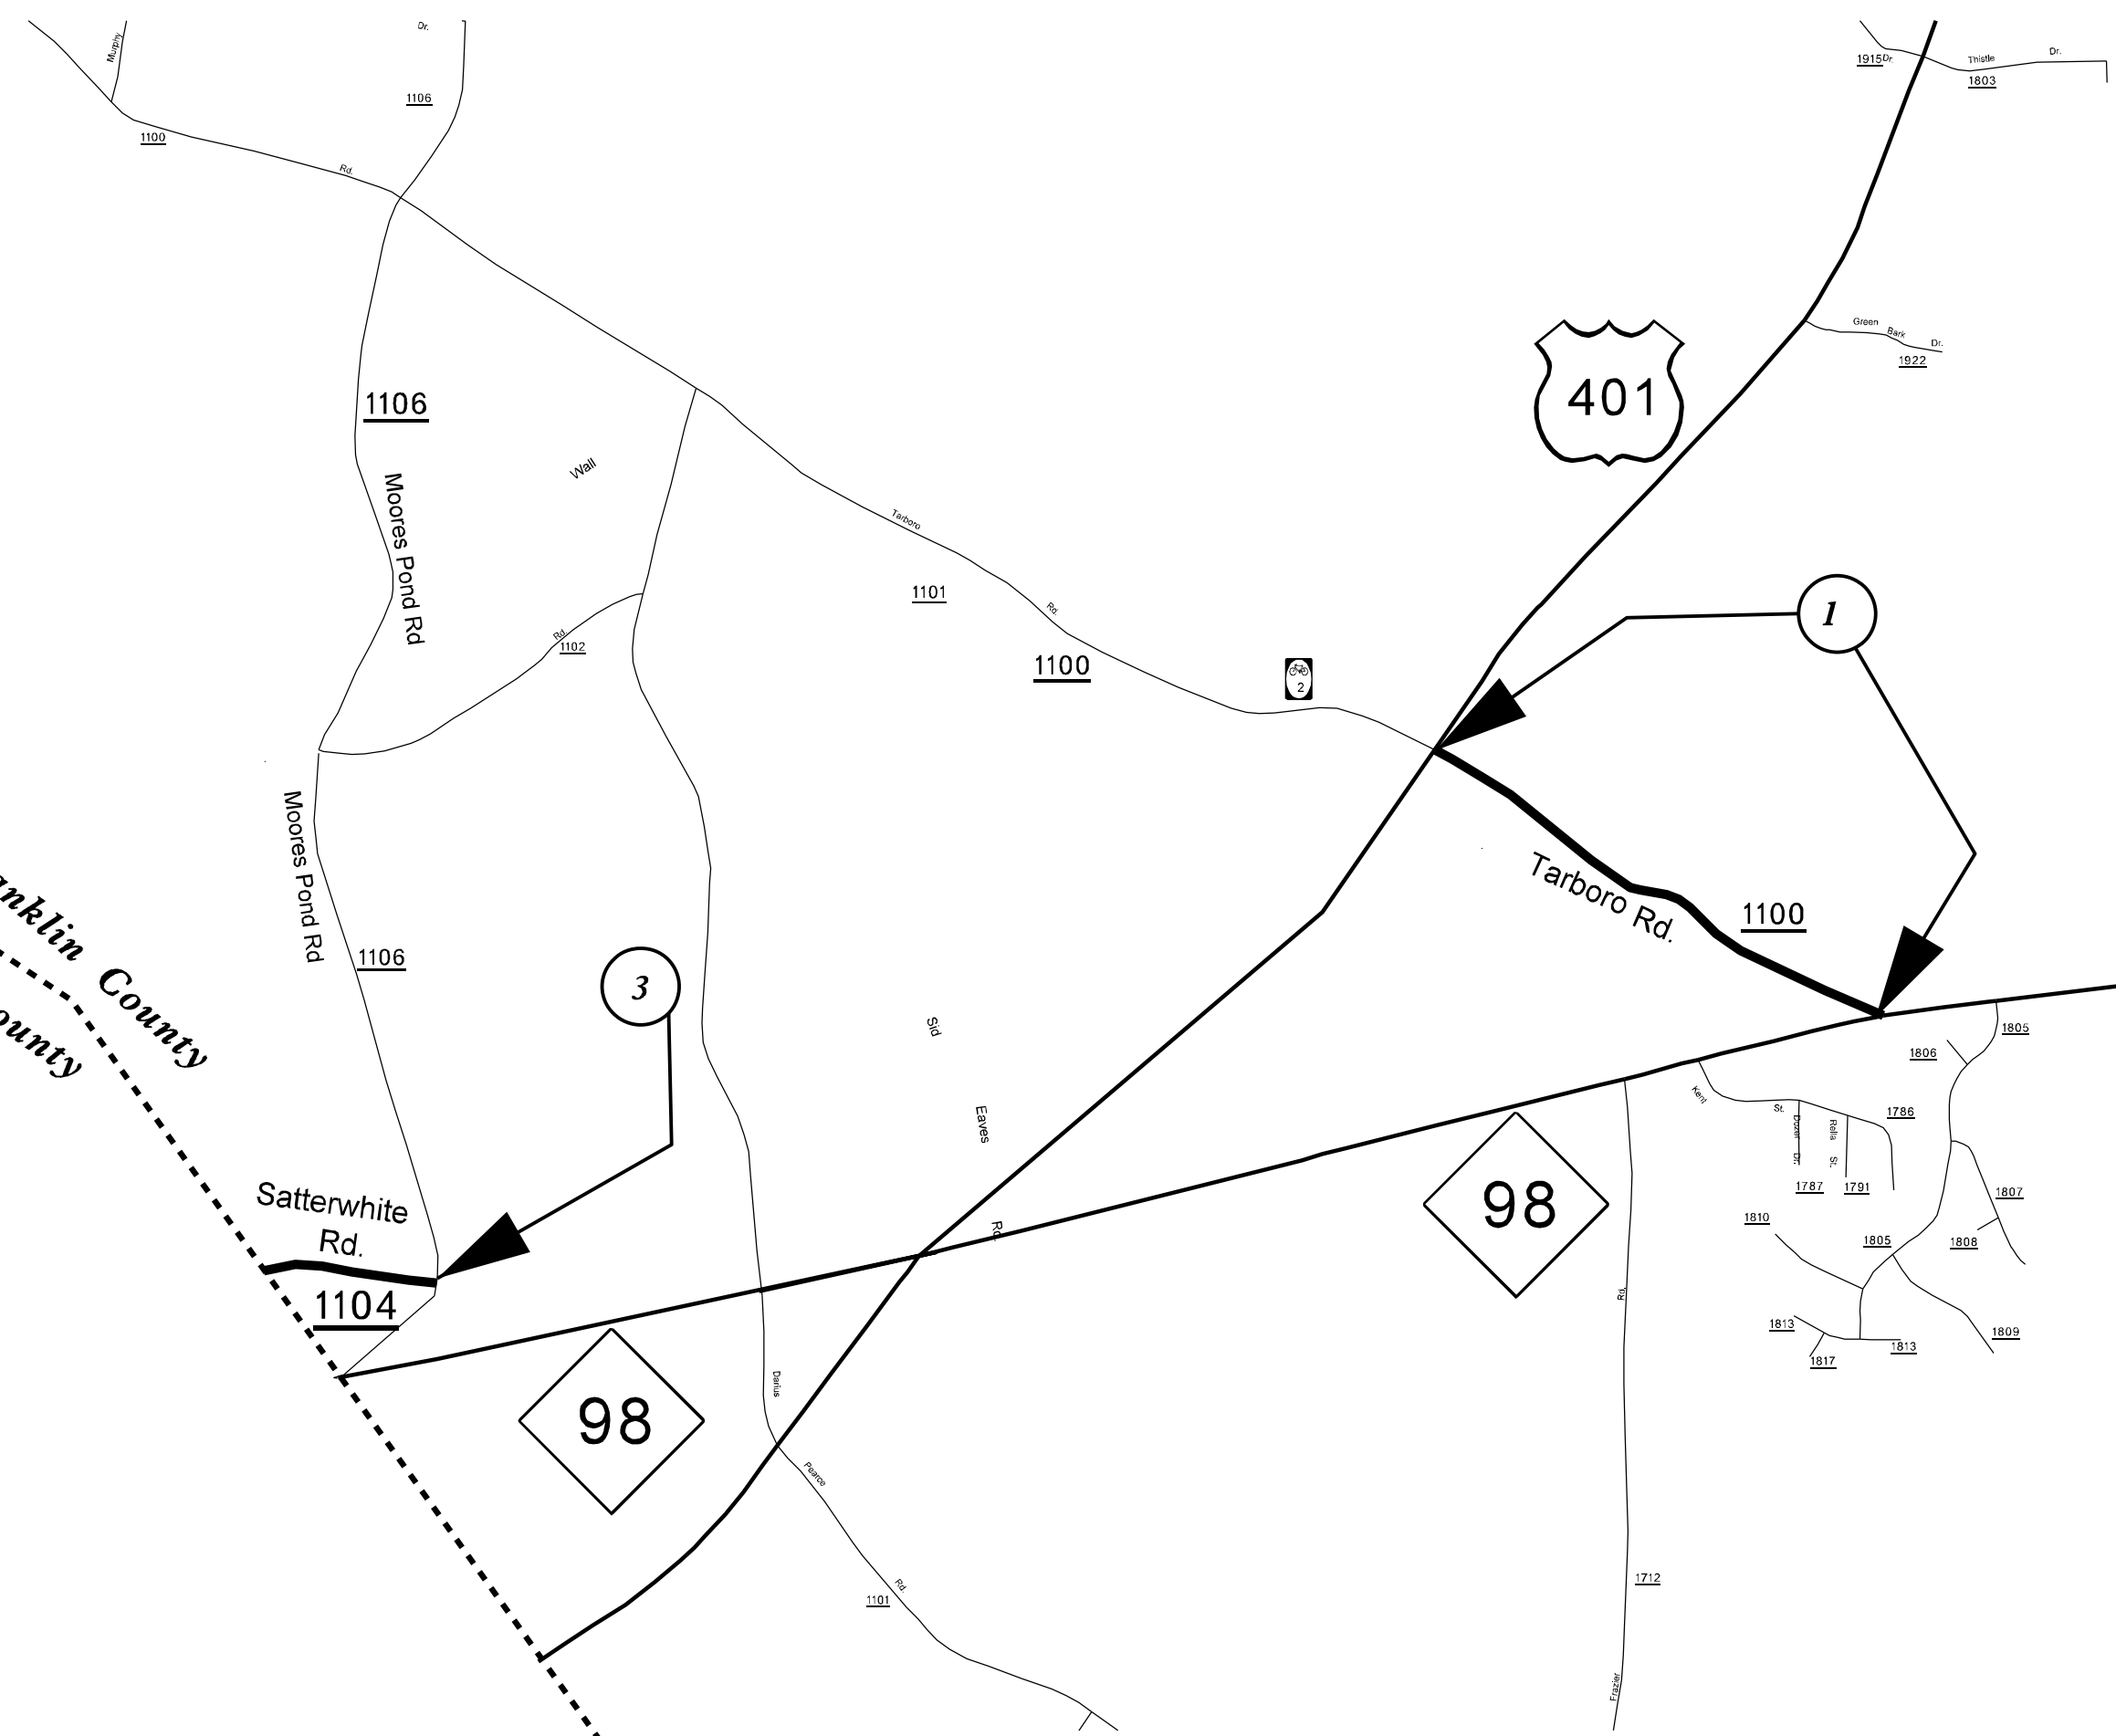 Murphy
Dr.
1106
1100
Rd.
1915 Dr.
Thistle
Dr.
1803
401
Green
Bark
Dr.
1922
1106
Wall
Moores Pond Rd
Tarboro
1101
Rd.
Rd.
1102
1100
2
1
Moores Pond Rd
Tarboro Rd.
1100
1106
3
County
Sid
Eaves
Rd.
1805
1806
Kent
St.
Dozer
Dr.
Rella
St.
1786
1787
1791
1807
1810
1805
1808
Satterwhite
Rd.
1104
98
98
Rd.
1813
1813
1817
1809
Darius
Pearce
Rd.
1101
1712
Frazier